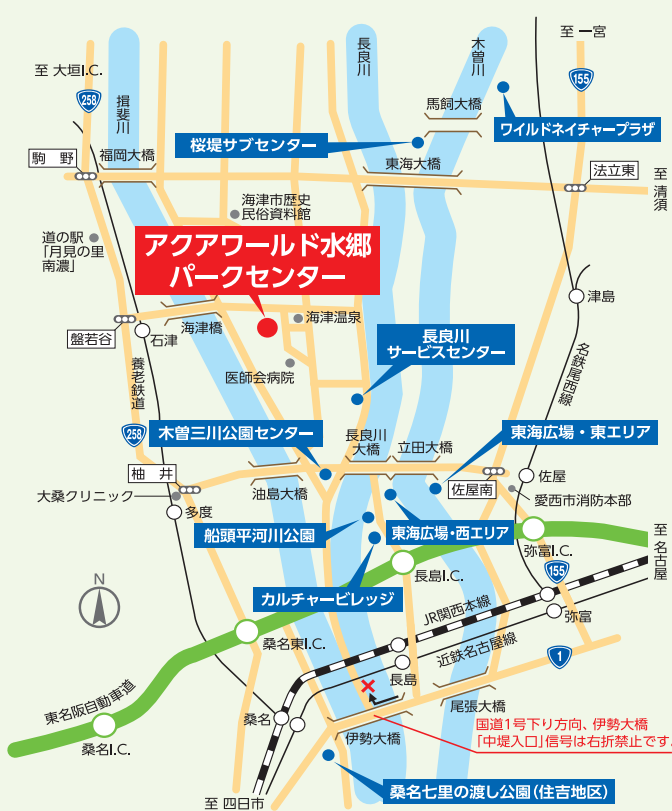 至 一宮
155
至 大垣I.C.
258
揖斐川
長良川
木曽川
馬飼大橋
ワイルドネイチャープラザ
桜堤サブセンター
駒 野
福岡大橋
東海大橋
法立東
至 清須
海津市歴史
民俗資料館
道の駅
「月見の里
南濃」
アクアワールド水郷
パークセンター
津島
盤若谷
石津
海津橋
海津温泉
長良川
サービスセンター
名鉄尾西線
養老鉄道
医師会病院
258
木曽三川公園センター
長良川
大橋
立田大橋
東海広場・東エリア
袖 井
大桑クリニック
多度
油島大橋
佐屋南
佐屋
愛西市消防本部
船頭平河川公園
東海広場・西エリア
弥富I.C.
至 名古屋
カルチャービレッジ
長島I.C.
155
N
JR関西本線
弥富
桑名東I.C.
近鉄名古屋線
1
長島
東名阪自動車道
桑名
尾張大橋
桑名I.C.
伊勢大橋
国道1号下り方向、伊勢大橋
「中堤入口」信号は右折禁止です。
桑名七里の渡し公園(住吉地区)
至 四日市